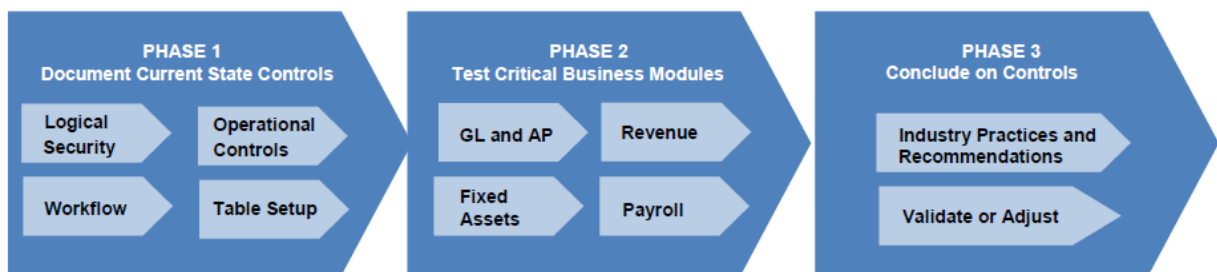 PHASE 1
Document Current State Controls
Logical
Security
Operational
Controls
Workflow
Table Setup
PHASE 2
Test Critical Business Modules
GL and AP
Revenue
Fixed
Assets
Payroll
PHASE 3
Conclude on Controls
Industry Practices and
Recommendations
Validate or Adjust